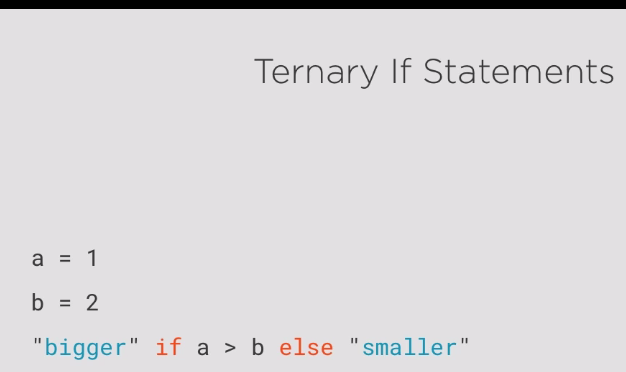 Ternary If Statements
a = 1
b = 2
"bigger" if a > b else "smaller"